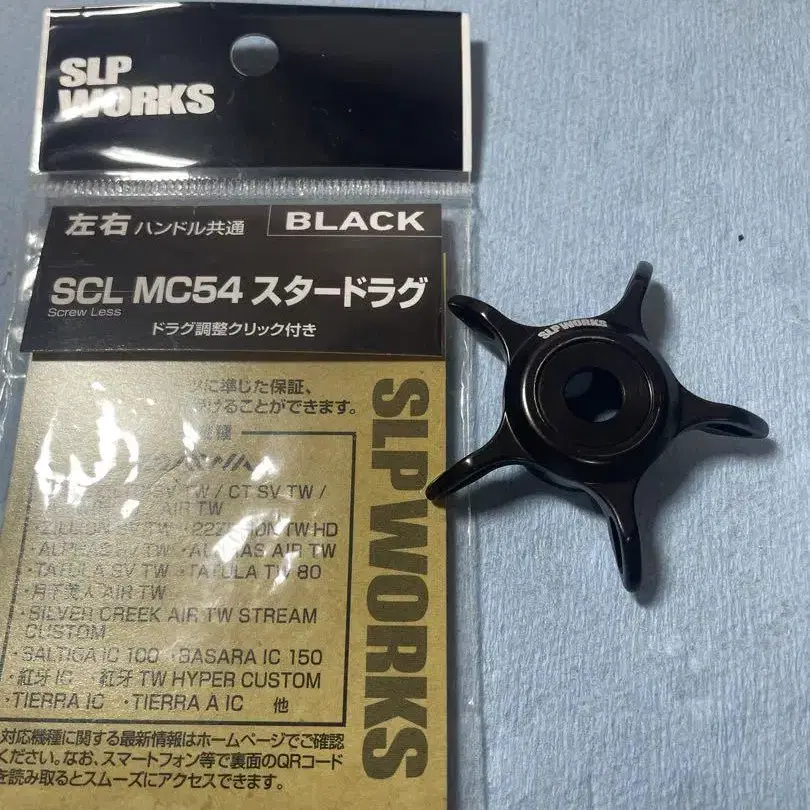 SLP
WORKS
左右 ハンドル共通 BLACK
SCL MC54 スタードラグ
Screw Less
ドラグ調整クリック付き
SLP WORKS
に準じた保証、
けることができます。
DAIWA
SV TW / CT SV TW /
AIR TW
・ZILLION TW HD
・ALPHAS SV TW ・ALPHAS AIR TW
・TATULA SV TW ・TATULA TW 80
・月下美人 AIR TW
・SILVER CREEK AIR TW STREAM
CUSTOM
・SALTIGA IC 100 ・BASARA IC 150
・紅牙 IC ・紅牙 TW HYPER CUSTOM
・TIERRA IC ・TIERRA A IC 他
対応機種に関する最新情報はホームページでご確認
ください。なお、スマートフォン等で裏面のQRコード
を読み取るとスムーズにアクセスできます。
SLP WORKS